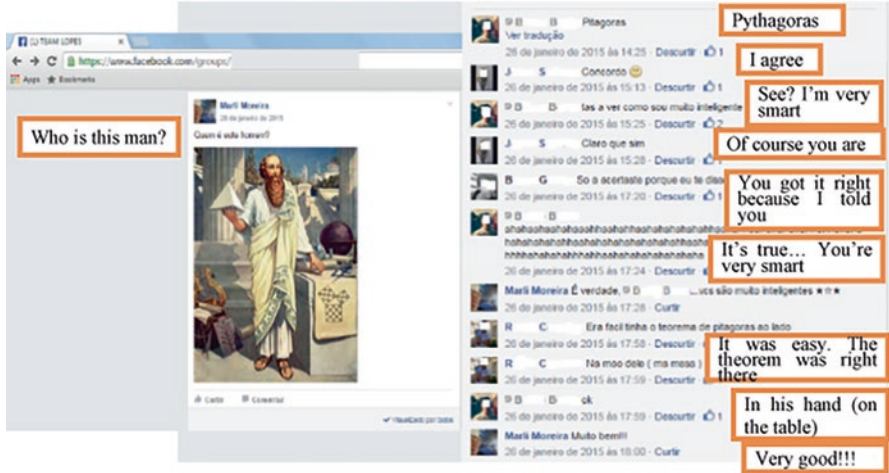 (1) TEAM LOPES
https://www.facebook.com/groups/
Apps
Bookmarks
Who is this man?
Marli Moreira
26 de janeiro de 2015
Quem é este homem?
Curtir Comentar
Visualizado por todos
B B Pitagoras
Ver tradução
26 de janeiro de 2015 às 14:25 · Descurtir · 1
Pythagoras
J S Concordo
26 de janeiro de 2015 às 15:13 · Descurtir · 1
I agree
B B tas a ver como sou muito inteligente
26 de janeiro de 2015 às 15:25 · Descurtir · 2
See? I'm very
smart
J S Claro que sim
26 de janeiro de 2015 às 15:28 · Descurtir ·
Of course you are
B G So a acertaste porque eu te disse
26 de janeiro de 2015 às 17:20 · Descurtir · 1
You got it right
because I told
you
B B
26 de janeiro de 2015 às 17:24 · Descurtir · 1
It's true… You're
very smart
Marli Moreira É verdade, B B vcs são muito inteligentes ★☆★
26 de janeiro de 2015 às 17:28 · Curtir
R C Era facil tinha o teorema de pitagoras ao lado
26 de janeiro de 2015 às 17:58 · Descurtir ·
It was easy. The
theorem was right
there
R C Na mao dele ( na mesa )
26 de janeiro de 2015 às 17:59 · Descurtir ·
In his hand (on
the table)
B B ok
26 de janeiro de 2015 às 17:59 · Descurtir · 1
Marli Moreira Muito bem!!!
26 de janeiro de 2015 às 18:00 · Curtir
Very good!!!